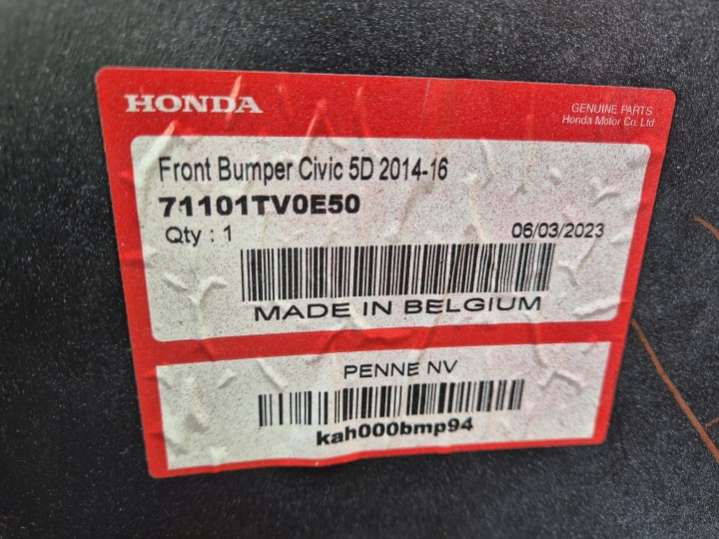 HONDA
GENUINE PARTS
Honda Motor Co. Ltd
Front Bumper Civic 5D 2014-16
71101TV0E50
Qty : 1
06/03/2023
MADE IN BELGIUM
PENNE NV
kah000bmp94